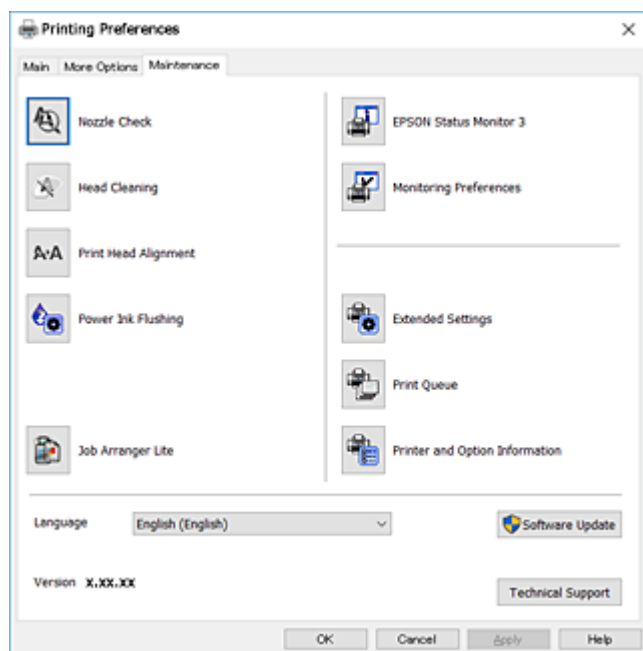 Printing Preferences
Main
More Options
Maintenance
Nozzle Check
Head Cleaning
A·A
Print Head Alignment
Power Ink Flushing
Job Arranger Lite
EPSON Status Monitor 3
Monitoring Preferences
Extended Settings
Print Queue
Printer and Option Information
Language
English (English)
Software Update
Version X.XX.XX
Technical Support
OK
Cancel
Apply
Help